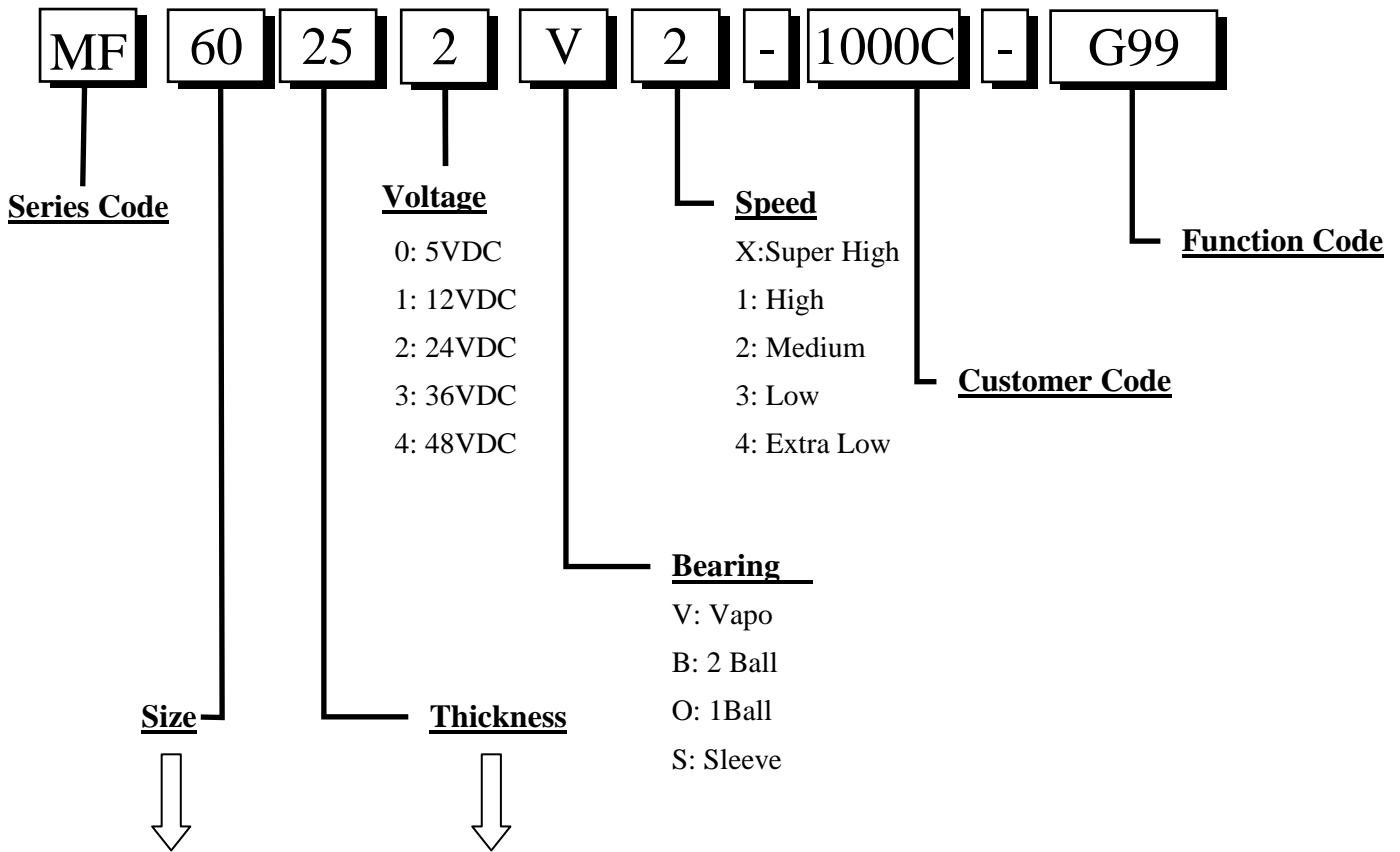 MF 60 25 2 V 2 - 1000C - G99
Series Code
Voltage
0: 5VDC
1: 12VDC
2: 24VDC
3: 36VDC
4: 48VDC
Speed
X:Super High
1: High
2: Medium
3: Low
4: Extra Low
Function Code
Customer Code
Bearing
V: Vapo
B: 2 Ball
O: 1Ball
S: Sleeve
Size
Thickness